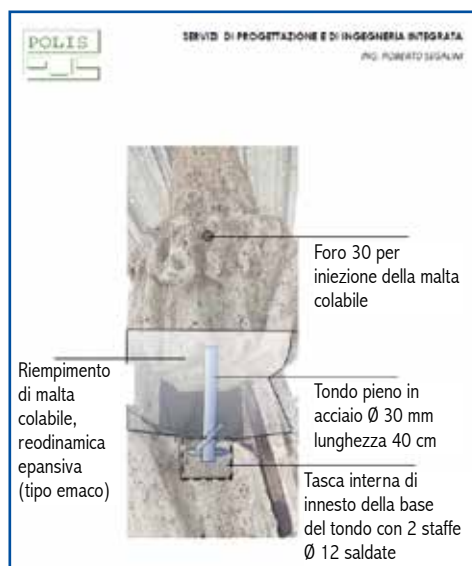 POLIS
SERVIZI DI PROGETTAZIONE E DI INGEGNERIA INTEGRATA
ING. ROBERTO SEGALINI
Foro 30 per
iniezione della malta
colabile
Riempimento
di malta
colabile,
reodinamica
epansiva
(tipo emaco)
Tondo pieno in
acciaio Ø 30 mm
lunghezza 40 cm
Tasca interna di
innesto della base
del tondo con 2 staffe
Ø 12 saldate